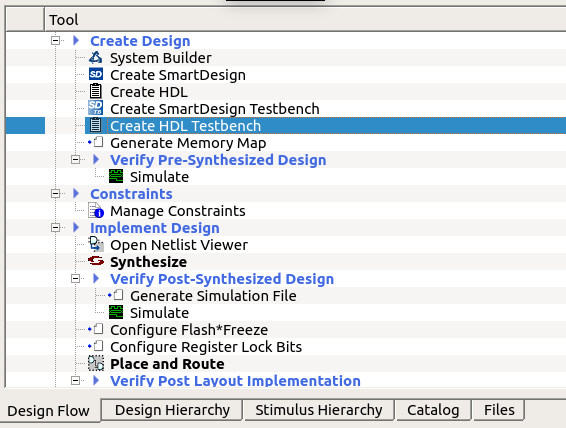 Tool
Create Design
System Builder
Create SmartDesign
Create HDL
Create SmartDesign Testbench
Create HDL Testbench
Generate Memory Map
Verify Pre-Synthesized Design
Simulate
Constraints
Manage Constraints
Implement Design
Open Netlist Viewer
Synthesize
Verify Post-Synthesized Design
Generate Simulation File
Simulate
Configure Flash*Freeze
Configure Register Lock Bits
Place and Route
Verify Post Layout Implementation
Design Flow Design Hierarchy Stimulus Hierarchy Catalog Files